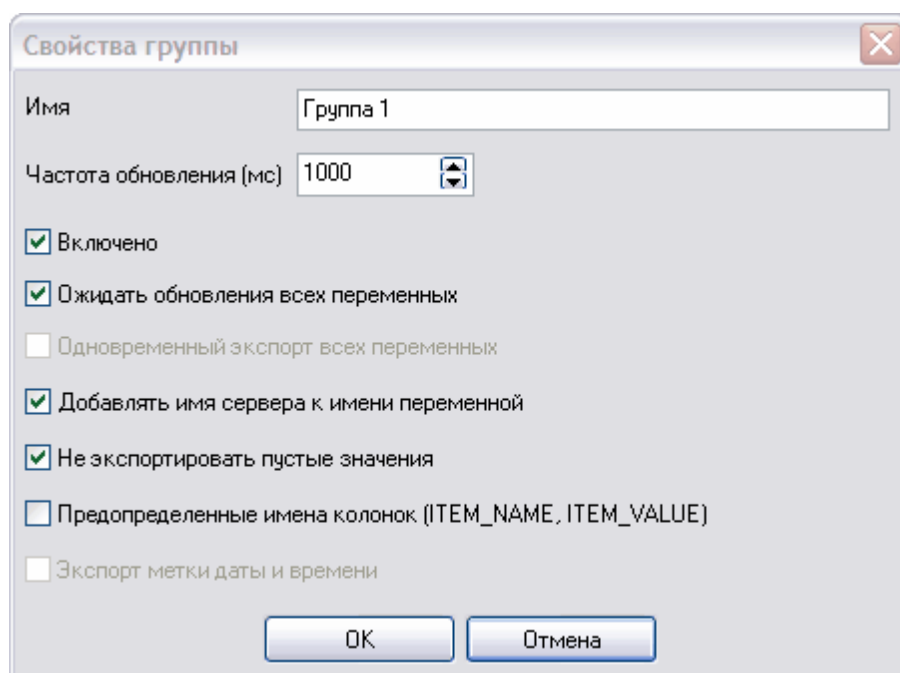 Свойства группы
Имя Группа 1
Частота обновления (мс) 1000
Включено
Ожидать обновления всех переменных
Одновременный экспорт всех переменных
Добавлять имя сервера к имени переменной
Не экспортировать пустые значения
Предопределенные имена колонок (ITEM_NAME, ITEM_VALUE)
Экспорт метки даты и времени
OK Отмена